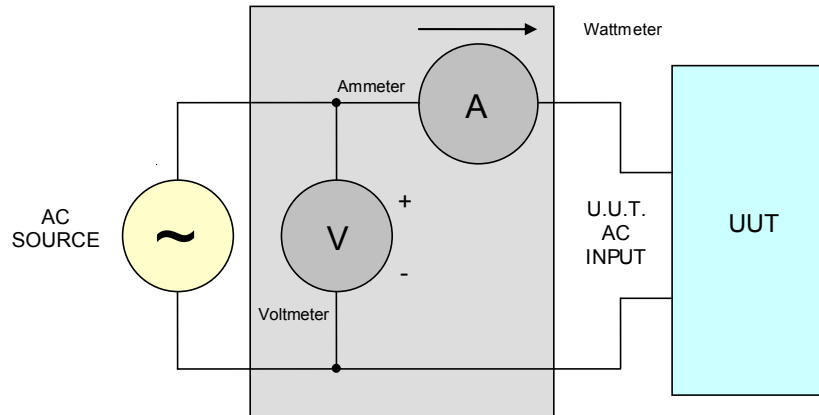 Wattmeter
Ammeter
A
AC
SOURCE
~
V
+
-
Voltmeter
U.U.T.
AC
INPUT
UUT